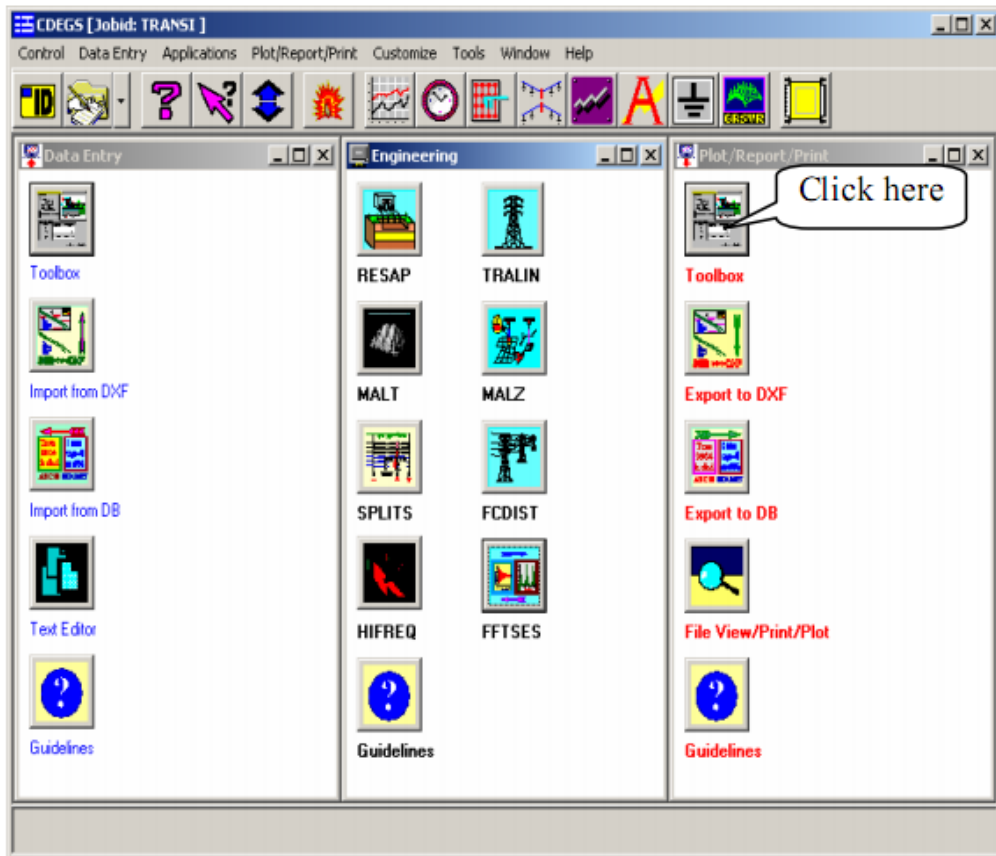 CDEGS [Jobid: TRANSI ]
Control Data Entry Applications Plot/Report/Print Customize Tools Window Help
ID
GRSVR
Data Entry
Toolbox
Import from DXF
Import from DB
Text Editor
Guidelines
Engineering
RESAP TRALIN
MALT MALZ
SPLITS FCDIST
HIFREQ FFTSES
Guidelines
Plot/Report/Print
Click here
Toolbox
Export to DXF
Export to DB
File View/Print/Plot
Guidelines